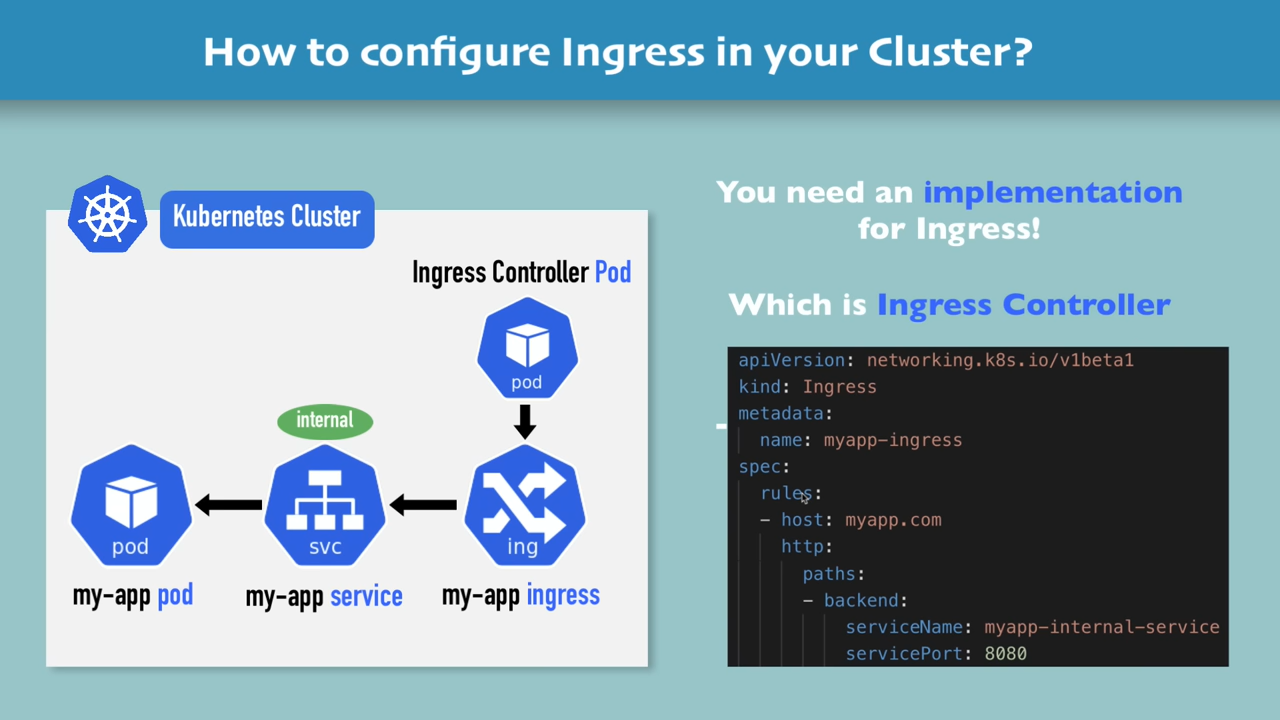 How to configure Ingress in your Cluster?
Kubernetes Cluster
Ingress Controller Pod
pod
internal
pod
svc
ing
my-app pod
my-app service
my-app ingress
You need an implementation
for Ingress!
Which is Ingress Controller
apiVersion: networking.k8s.io/v1beta1
kind: Ingress
metadata:
  name: myapp-ingress
spec:
  rules:
  - host: myapp.com
    http:
      paths:
      - backend:
          serviceName: myapp-internal-service
          servicePort: 8080